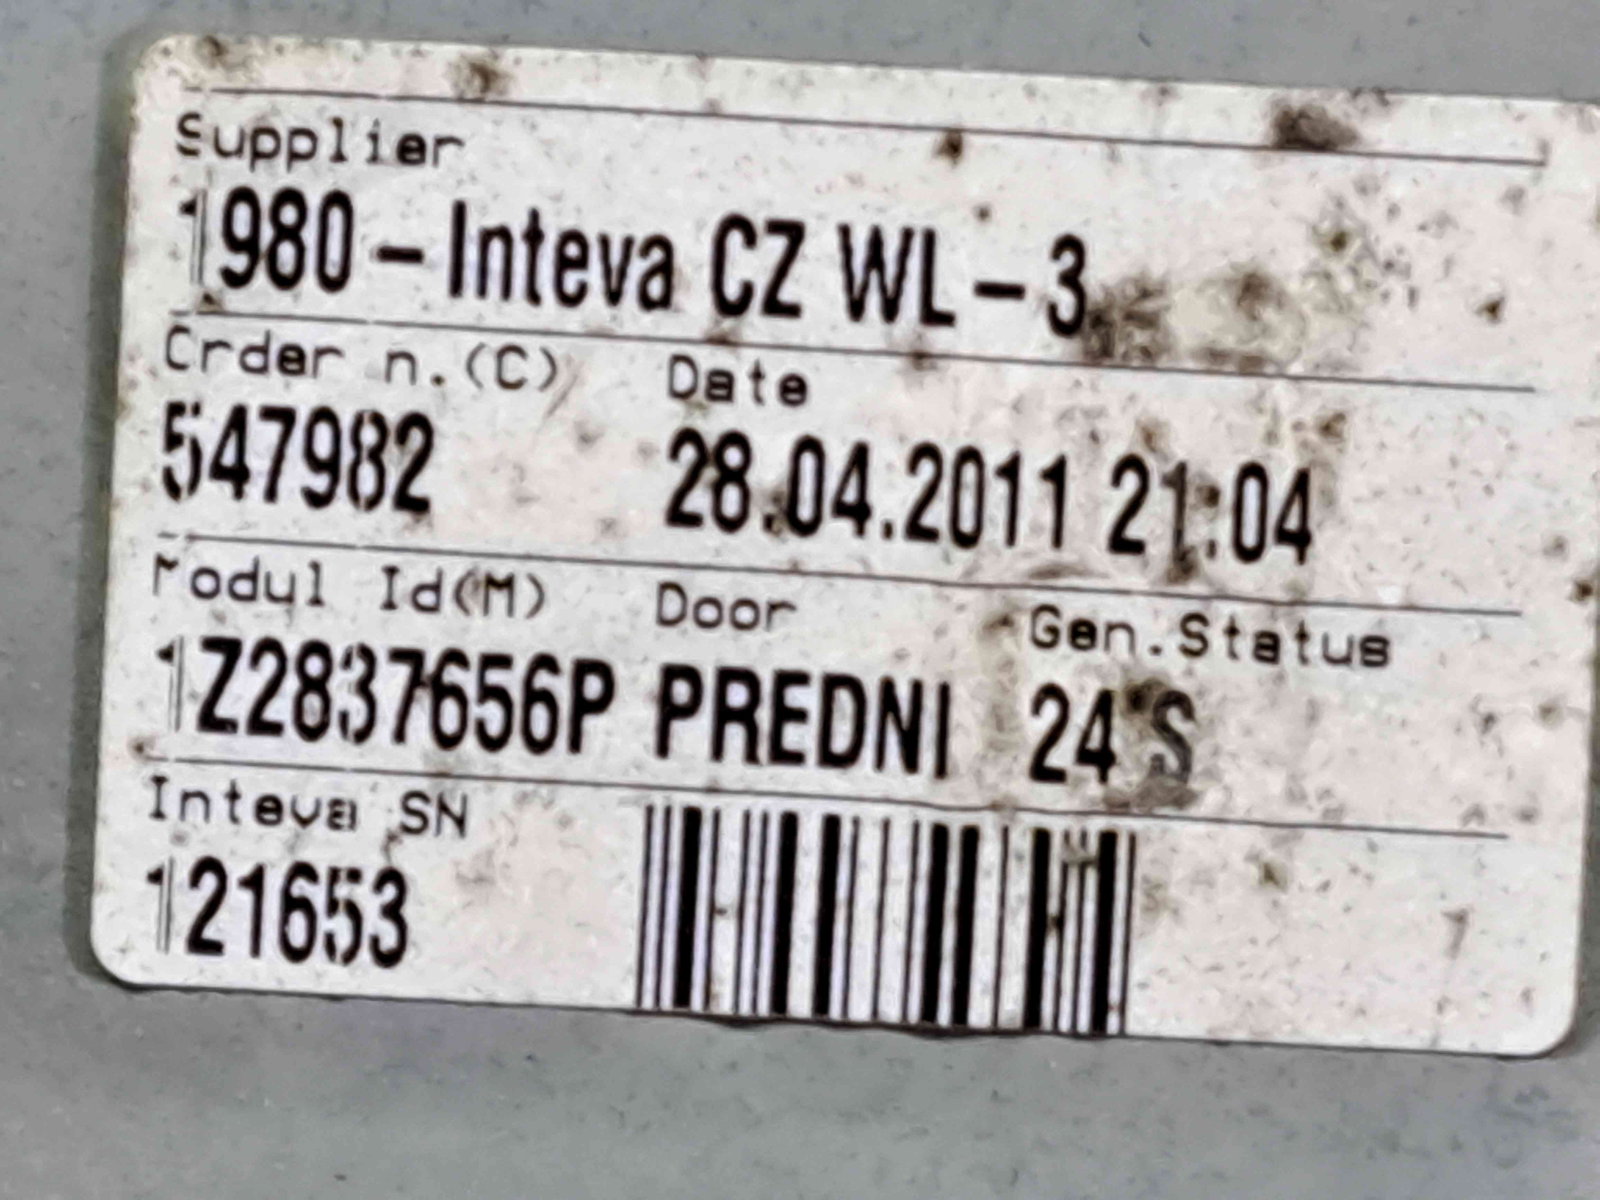 Supplier
1980-Inteva CZ WL-3
Order n.(C) Date
547982 28.04.2011 21:04
Modul Id(M) Door Gen.Status
1Z2837656P PREDNI 24 S
Inteva SN
121653